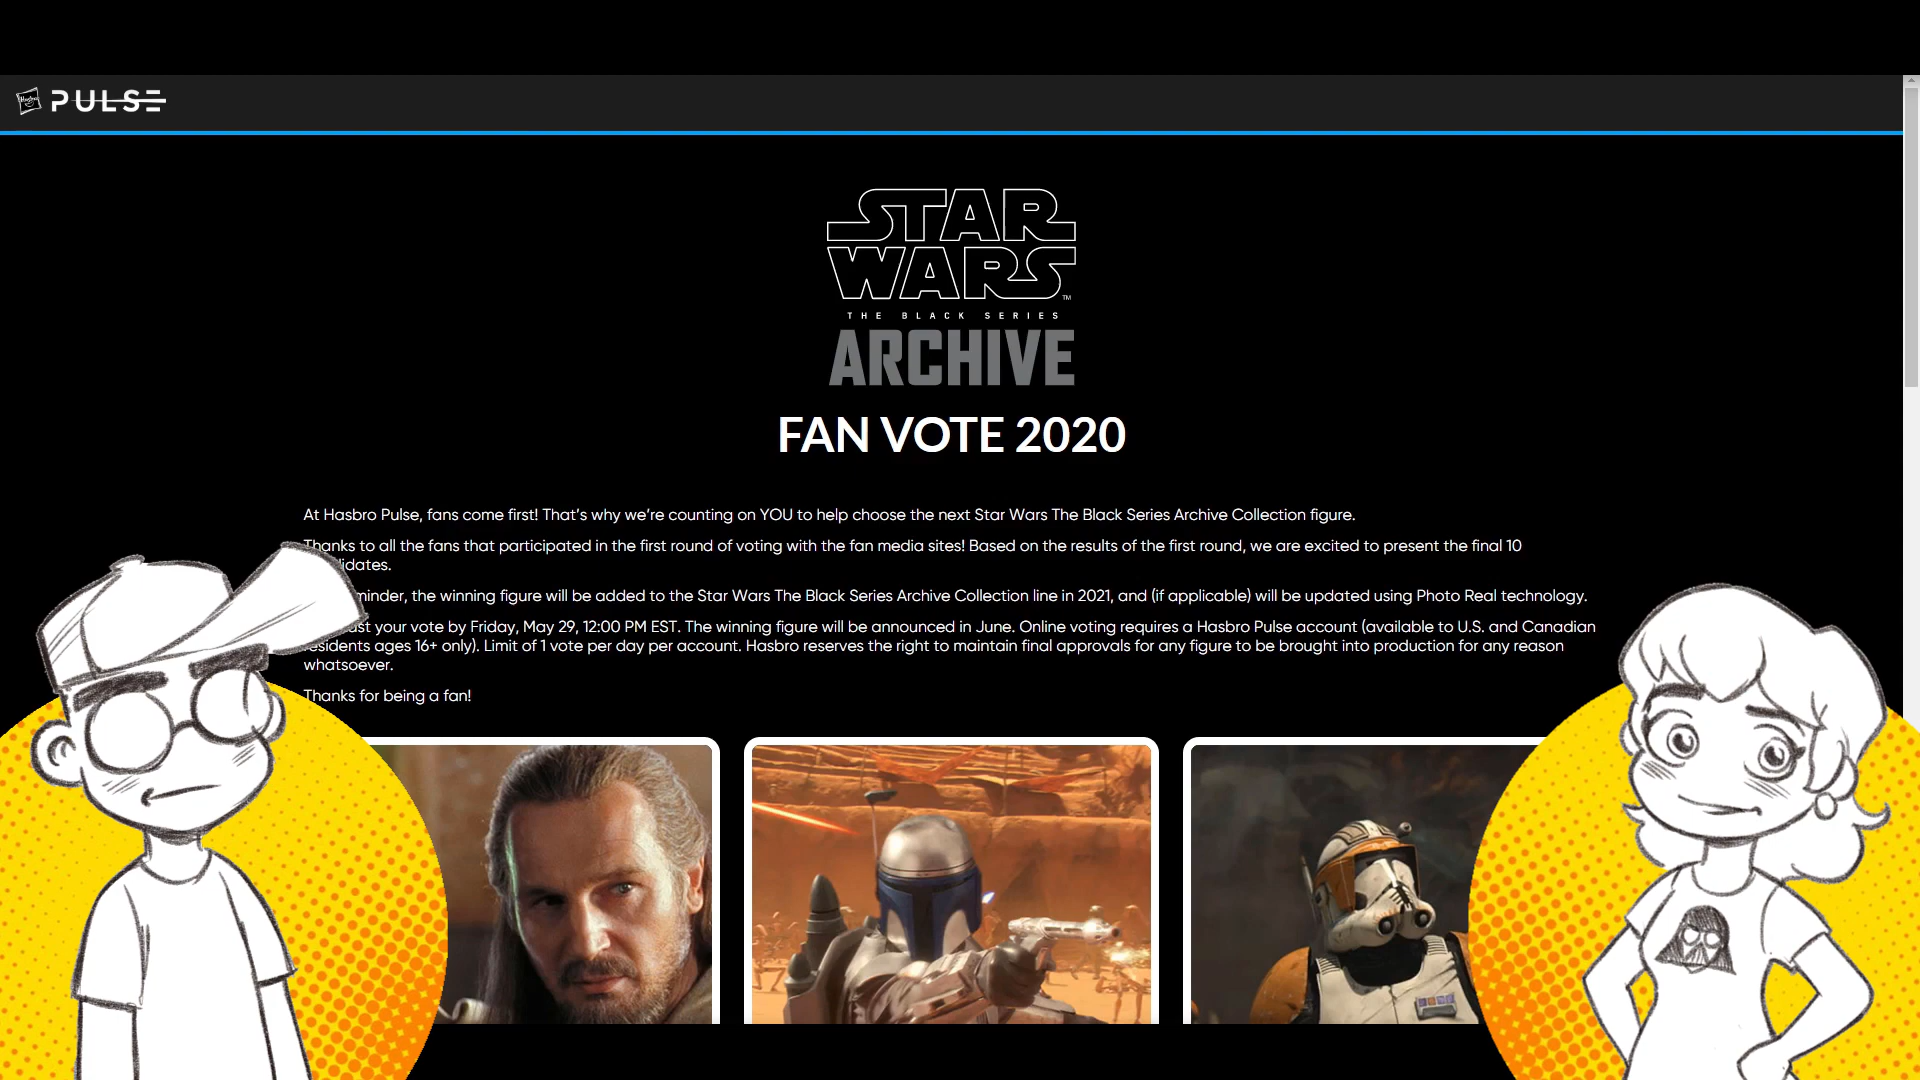 Hasbro PULSE
STAR
WARS TM
THE BLACK SERIES
ARCHIVE
FAN VOTE 2020
At Hasbro Pulse, fans come first! That’s why we’re counting on YOU to help choose the next Star Wars The Black Series Archive Collection figure.
Thanks to all the fans that participated in the first round of voting with the fan media sites! Based on the results of the first round, we are excited to present the final 10
idates.
minder, the winning figure will be added to the Star Wars The Black Series Archive Collection line in 2021, and (if applicable) will be updated using Photo Real technology.
st your vote by Friday, May 29, 12:00 PM EST. The winning figure will be announced in June. Online voting requires a Hasbro Pulse account (available to U.S. and Canadian
residents ages 16+ only). Limit of 1 vote per day per account. Hasbro reserves the right to maintain final approvals for any figure to be brought into production for any reason
whatsoever.
Thanks for being a fan!